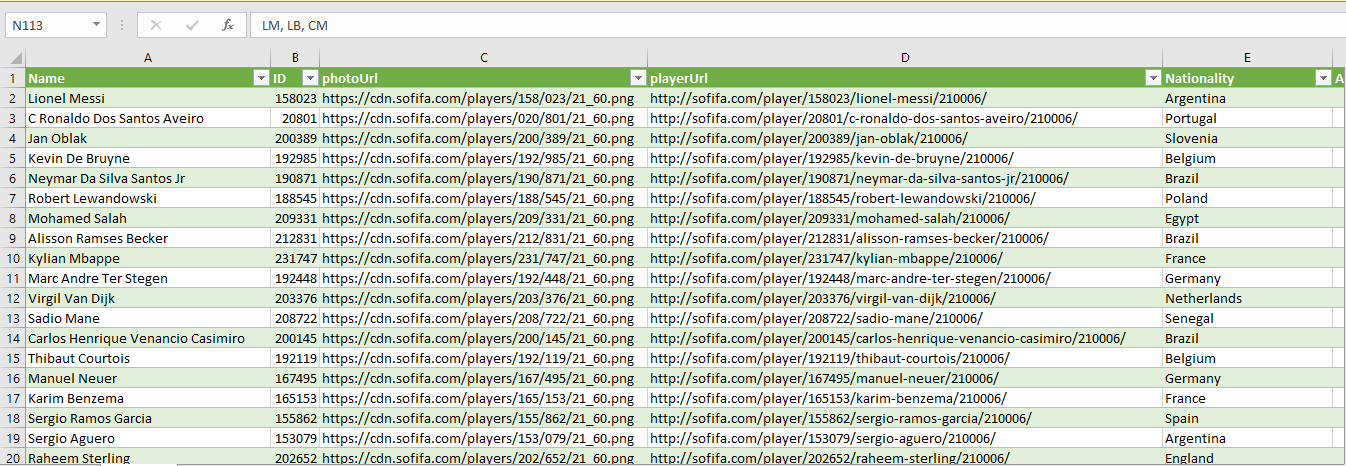 N113 fx LM, LB, CM
A B C D E
1 Name ID photoUrl playerUrl Nationality A
2 Lionel Messi 158023 https://cdn.sofifa.com/players/158/023/21_60.png http://sofifa.com/player/158023/lionel-messi/210006/ Argentina
3 C Ronaldo Dos Santos Aveiro 20801 https://cdn.sofifa.com/players/020/801/21_60.png http://sofifa.com/player/20801/c-ronaldo-dos-santos-aveiro/210006/ Portugal
4 Jan Oblak 200389 https://cdn.sofifa.com/players/200/389/21_60.png http://sofifa.com/player/200389/jan-oblak/210006/ Slovenia
5 Kevin De Bruyne 192985 https://cdn.sofifa.com/players/192/985/21_60.png http://sofifa.com/player/192985/kevin-de-bruyne/210006/ Belgium
6 Neymar Da Silva Santos Jr 190871 https://cdn.sofifa.com/players/190/871/21_60.png http://sofifa.com/player/190871/neymar-da-silva-santos-jr/210006/ Brazil
7 Robert Lewandowski 188545 https://cdn.sofifa.com/players/188/545/21_60.png http://sofifa.com/player/188545/robert-lewandowski/210006/ Poland
8 Mohamed Salah 209331 https://cdn.sofifa.com/players/209/331/21_60.png http://sofifa.com/player/209331/mohamed-salah/210006/ Egypt
9 Alisson Ramses Becker 212831 https://cdn.sofifa.com/players/212/831/21_60.png http://sofifa.com/player/212831/alisson-ramses-becker/210006/ Brazil
10 Kylian Mbappe 231747 https://cdn.sofifa.com/players/231/747/21_60.png http://sofifa.com/player/231747/kylian-mbappe/210006/ France
11 Marc Andre Ter Stegen 192448 https://cdn.sofifa.com/players/192/448/21_60.png http://sofifa.com/player/192448/marc-andre-ter-stegen/210006/ Germany
12 Virgil Van Dijk 203376 https://cdn.sofifa.com/players/203/376/21_60.png http://sofifa.com/player/203376/virgil-van-dijk/210006/ Netherlands
13 Sadio Mane 208722 https://cdn.sofifa.com/players/208/722/21_60.png http://sofifa.com/player/208722/sadio-mane/210006/ Senegal
14 Carlos Henrique Venancio Casimiro 200145 https://cdn.sofifa.com/players/200/145/21_60.png http://sofifa.com/player/200145/carlos-henrique-venancio-casimiro/210006/ Brazil
15 Thibaut Courtois 192119 https://cdn.sofifa.com/players/192/119/21_60.png http://sofifa.com/player/192119/thibaut-courtois/210006/ Belgium
16 Manuel Neuer 167495 https://cdn.sofifa.com/players/167/495/21_60.png http://sofifa.com/player/167495/manuel-neuer/210006/ Germany
17 Karim Benzema 165153 https://cdn.sofifa.com/players/165/153/21_60.png http://sofifa.com/player/165153/karim-benzema/210006/ France
18 Sergio Ramos Garcia 155862 https://cdn.sofifa.com/players/155/862/21_60.png http://sofifa.com/player/155862/sergio-ramos-garcia/210006/ Spain
19 Sergio Aguero 153079 https://cdn.sofifa.com/players/153/079/21_60.png http://sofifa.com/player/153079/sergio-aguero/210006/ Argentina
20 Raheem Sterling 202652 https://cdn.sofifa.com/players/202/652/21_60.png http://sofifa.com/player/202652/raheem-sterling/210006/ England